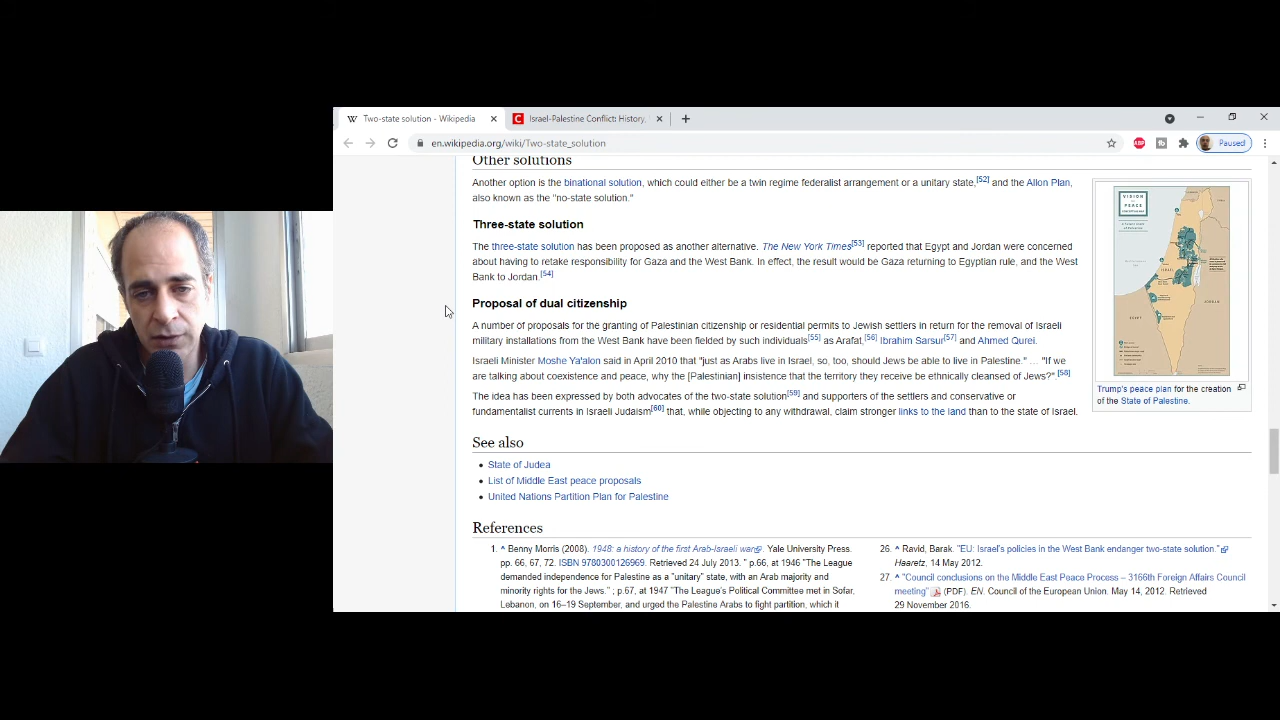 Two-state solution - Wikipedia
Israel-Palestine Conflict: History,
en.wikipedia.org/wiki/Two-state_solution
ABP
Paused
Other solutions
Another option is the binational solution, which could either be a twin regime federalist arrangement or a unitary state,[52] and the Allon Plan,
also known as the "no-state solution."
Three-state solution
The three-state solution has been proposed as another alternative. The New York Times[53] reported that Egypt and Jordan were concerned
about having to retake responsibility for Gaza and the West Bank. In effect, the result would be Gaza returning to Egyptian rule, and the West
Bank to Jordan.[54]
Proposal of dual citizenship
A number of proposals for the granting of Palestinian citizenship or residential permits to Jewish settlers in return for the removal of Israeli
military installations from the West Bank have been fielded by such individuals[55] as Arafat,[56] Ibrahim Sarsur[57] and Ahmed Qurei.
Israeli Minister Moshe Ya'alon said in April 2010 that "just as Arabs live in Israel, so, too, should Jews be able to live in Palestine." ... "If we
are talking about coexistence and peace, why the [Palestinian] insistence that the territory they receive be ethnically cleansed of Jews?".[58]
The idea has been expressed by both advocates of the two-state solution[59] and supporters of the settlers and conservative or
fundamentalist currents in Israeli Judaism[60] that, while objecting to any withdrawal, claim stronger links to the land than to the state of Israel.
VISION
PEACE
ISRAEL
EGYPT
JORDAN
Trump's peace plan for the creation
of the State of Palestine.
See also
State of Judea
List of Middle East peace proposals
United Nations Partition Plan for Palestine
References
1. ^ Benny Morris (2008). 1948: a history of the first Arab-Israeli war. Yale University Press.
pp. 66, 67, 72. ISBN 9780300126969. Retrieved 24 July 2013. " p.66, at 1946 "The League
demanded independence for Palestine as a "unitary" state, with an Arab majority and
minority rights for the Jews." ; p.67, at 1947 "The League's Political Committee met in Sofar,
Lebanon, on 16–19 September, and urged the Palestine Arabs to fight partition, which it
26. ^ Ravid, Barak. "EU: Israel's policies in the West Bank endanger two-state solution."
Haaretz, 14 May 2012.
27. ^ "Council conclusions on the Middle East Peace Process – 3166th Foreign Affairs Council
meeting" (PDF). EN. Council of the European Union. May 14, 2012. Retrieved
29 November 2016.